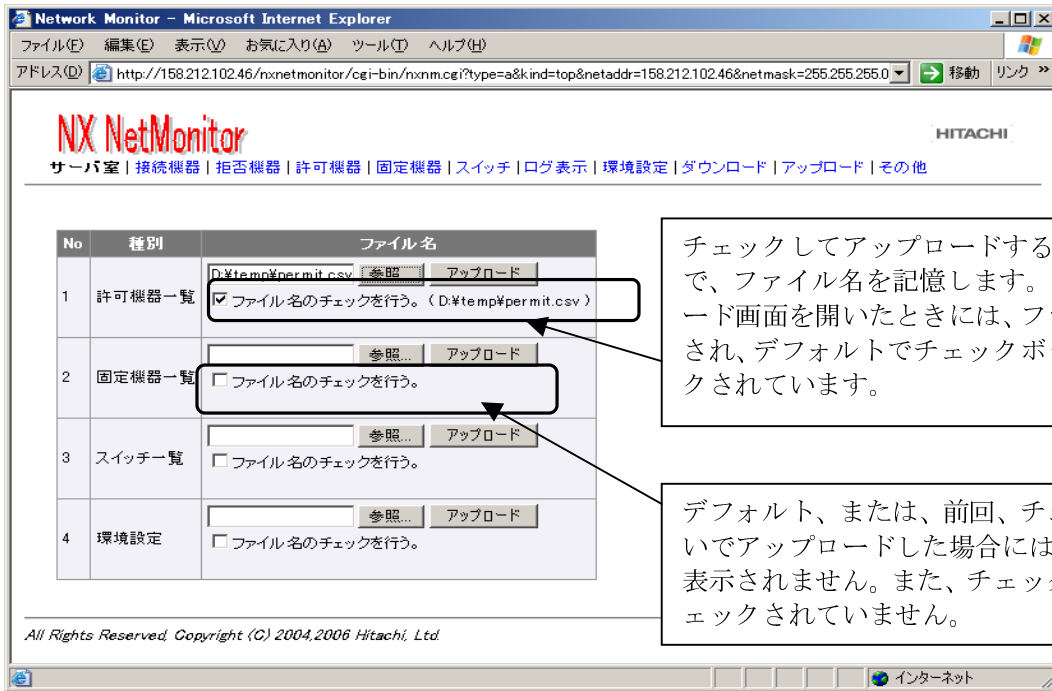 Network Monitor - Microsoft Internet Explorer
ファイル(F) 編集(E) 表示(V) お気に入り(A) ツール(T) ヘルプ(H)
アドレス(D) http://158.212.102.46/nxnetmonitor/cgi-bin/nxnm.cgi?type=a&kind=top&netaddr=158.212.102.46&netmask=255.255.255.0 移動 リンク »
NX NetMonitor
HITACHI
サーバ室 | 接続機器 | 拒否機器 | 許可機器 | 固定機器 | スイッチ | ログ表示 | 環境設定 | ダウンロード | アップロード | その他
No 種別 ファイル名
D:¥temp¥permit.csv 参照... アップロード
1 許可機器一覧 ファイル名のチェックを行う。( D:¥temp¥permit.csv )
参照... アップロード
2 固定機器一覧 ファイル名のチェックを行う。
参照... アップロード
3 スイッチ一覧 ファイル名のチェックを行う。
参照... アップロード
4 環境設定 ファイル名のチェックを行う。
チェックしてアップロードする
で、ファイル名を記憶します。
ード画面を開いたときには、フ
され、デフォルトでチェックボ
クされています。
デフォルト、または、前回、チ
いでアップロードした場合には
表示されません。また、チェッ
ェックされていません。
All Rights Reserved, Copyright (C) 2004,2006 Hitachi, Ltd.
インターネット